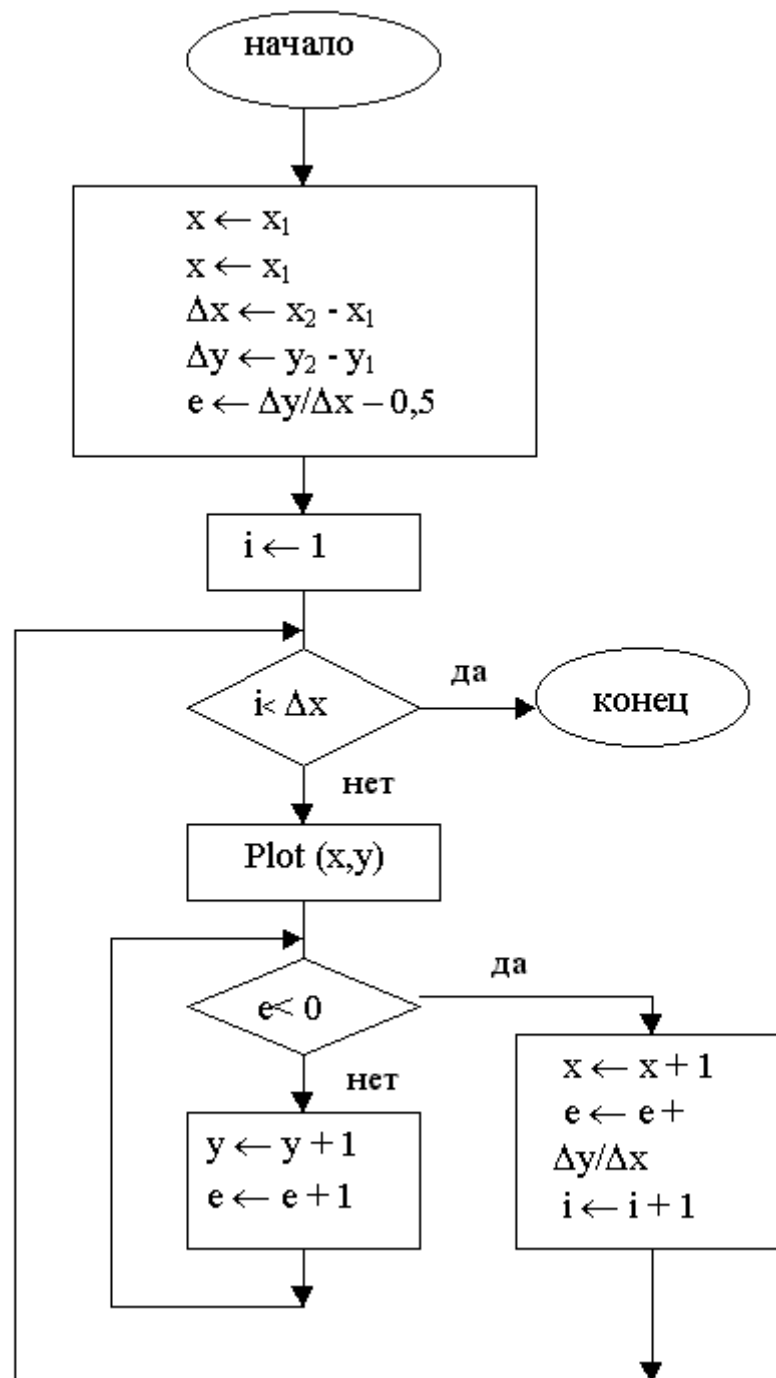 начало
x ← x₁
x ← x₁
Δx ← x₂ - x₁
Δy ← y₂ - y₁
e ← Δy/Δx – 0,5
i ← 1
i< Δx
да
конец
нет
Plot (x,y)
e< 0
да
нет
y ← y + 1
e ← e + 1
x ← x + 1
e ← e +
Δy/Δx
i ← i + 1